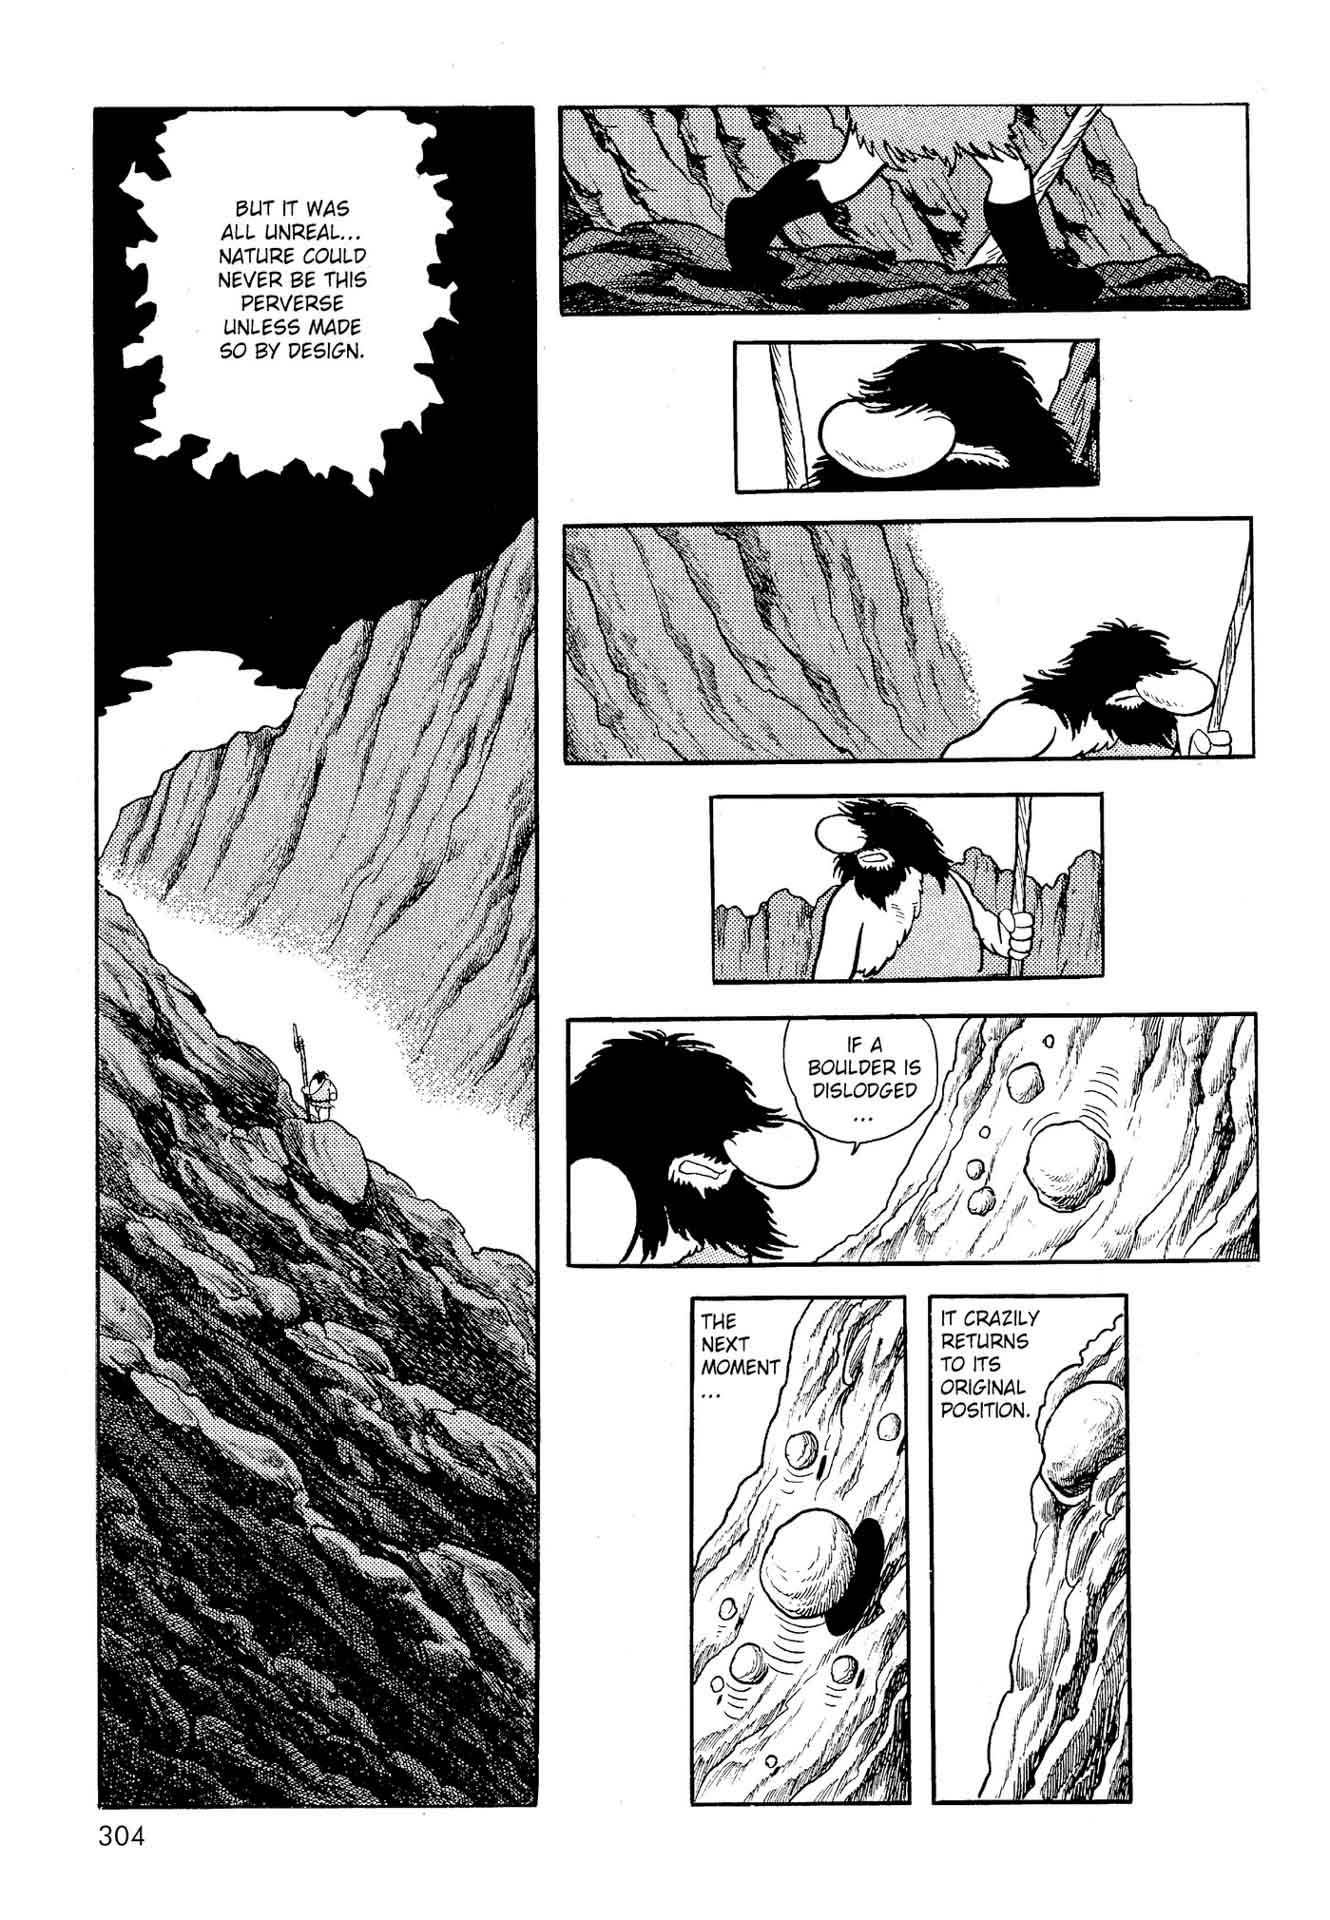 BUT IT WAS
ALL UNREAL...
NATURE COULD
NEVER BE THIS
PERVERSE
UNLESS MADE
SO BY DESIGN.
IF A
BOULDER IS
DISLODGED
...
THE
NEXT
MOMENT
...
IT CRAZILY
RETURNS
TO ITS
ORIGINAL
POSITION.
304